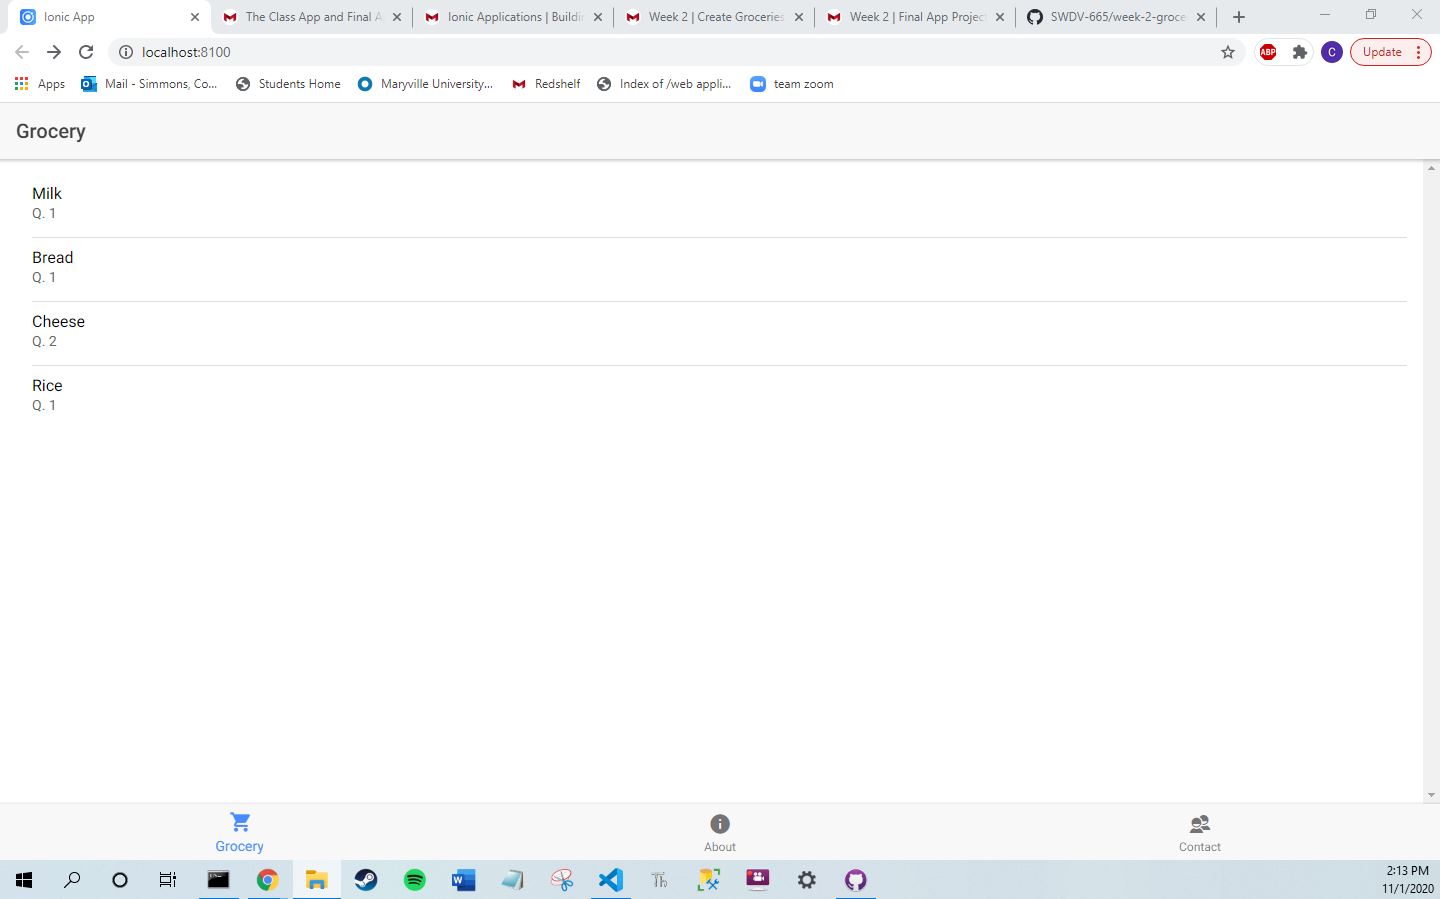 Ionic App
The Class App and Final A
Ionic Applications | Buildin
Week 2 | Create Groceries
Week 2 | Final App Project
SWDV-665/week-2-groce
localhost:8100
ABP
C
Update
Apps
Mail - Simmons, Co...
Students Home
Maryville University...
Redshelf
Index of /web appli...
team zoom
Grocery
Milk
Q. 1
Bread
Q. 1
Cheese
Q. 2
Rice
Q. 1
Grocery
About
Contact
Th
2:13 PM
11/1/2020